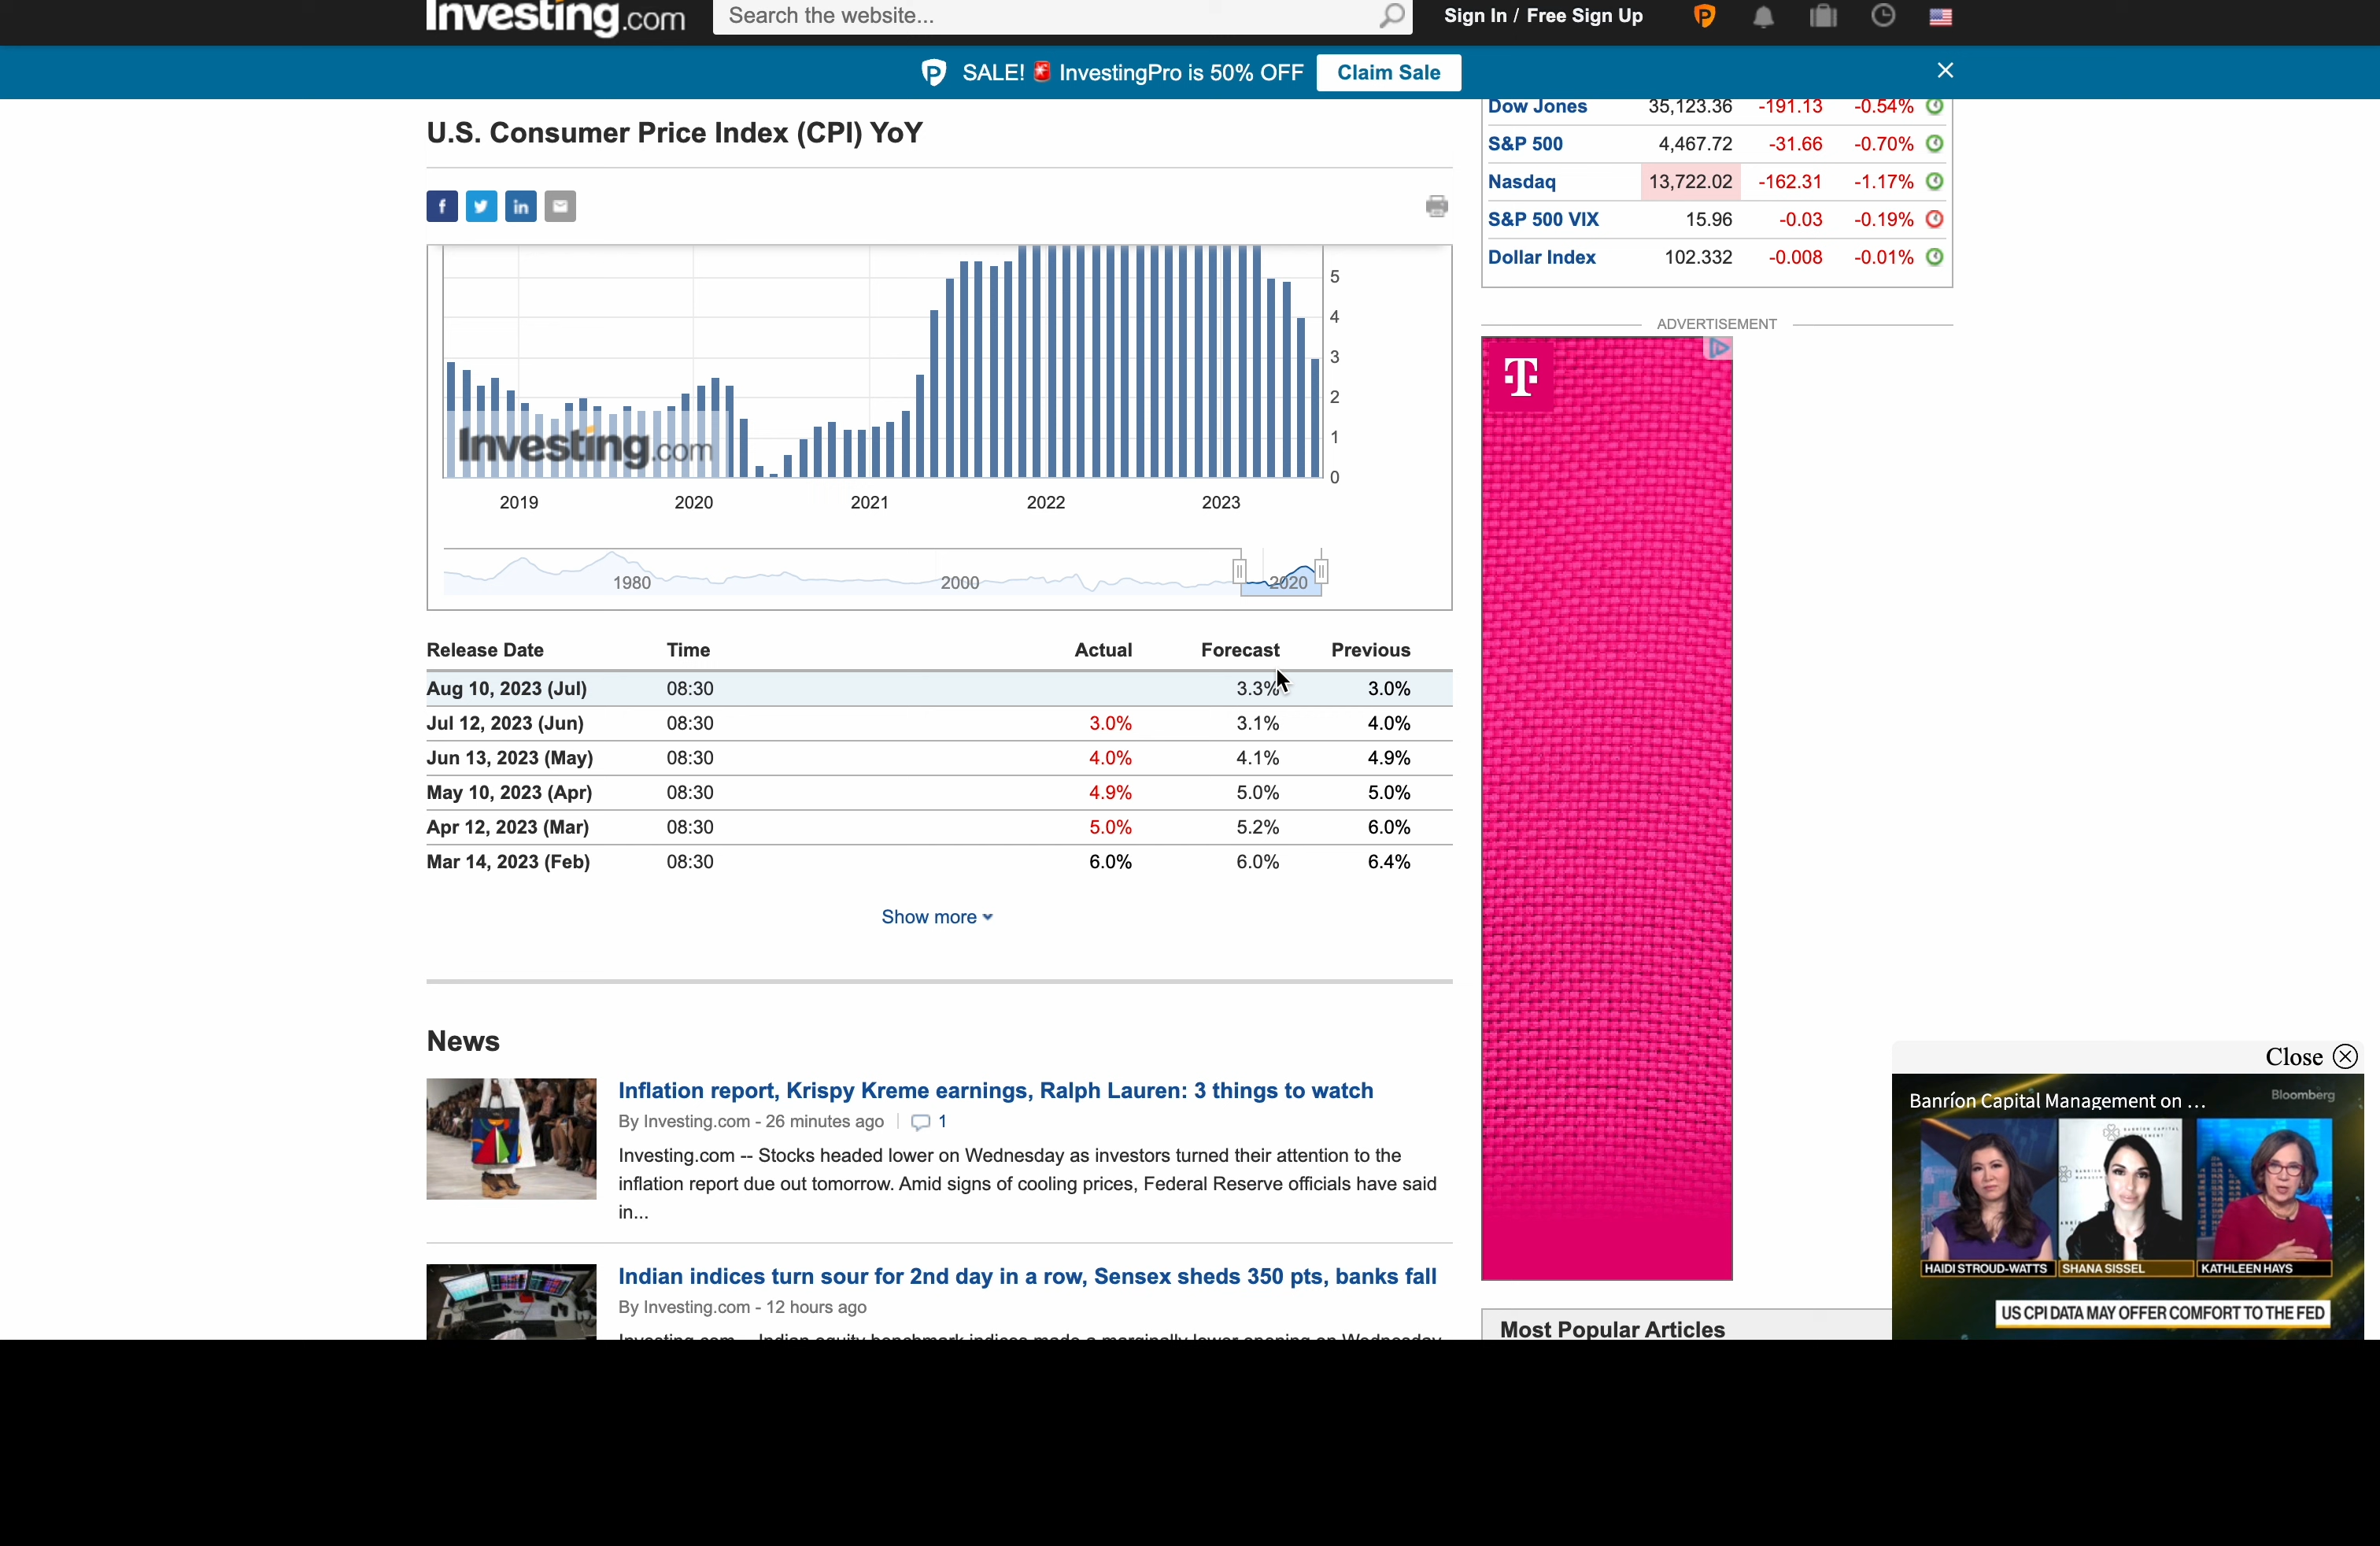 Investing.com
Search the website...
Sign In / Free Sign Up
SALE! InvestingPro is 50% OFF
Claim Sale
U.S. Consumer Price Index (CPI) YoY
Dow Jones 35,123.36 -191.13 -0.54%
S&P 500 4,467.72 -31.66 -0.70%
Nasdaq 13,722.02 -162.31 -1.17%
S&P 500 VIX 15.96 -0.03 -0.19%
Dollar Index 102.332 -0.008 -0.01%
5
4
3
2
1
0
Investing.com
2019 2020 2021 2022 2023
1980 2000 2020
ADVERTISEMENT
T
Release Date Time Actual Forecast Previous
Aug 10, 2023 (Jul) 08:30 3.3% 3.0%
Jul 12, 2023 (Jun) 08:30 3.0% 3.1% 4.0%
Jun 13, 2023 (May) 08:30 4.0% 4.1% 4.9%
May 10, 2023 (Apr) 08:30 4.9% 5.0% 5.0%
Apr 12, 2023 (Mar) 08:30 5.0% 5.2% 6.0%
Mar 14, 2023 (Feb) 08:30 6.0% 6.0% 6.4%
Show more
News
Inflation report, Krispy Kreme earnings, Ralph Lauren: 3 things to watch
By Investing.com - 26 minutes ago 1
Investing.com -- Stocks headed lower on Wednesday as investors turned their attention to the
inflation report due out tomorrow. Amid signs of cooling prices, Federal Reserve officials have said
in...
Indian indices turn sour for 2nd day in a row, Sensex sheds 350 pts, banks fall
By Investing.com - 12 hours ago
Most Popular Articles
Close
Banríon Capital Management on ...
Bloomberg
HAIDI STROUD-WATTS
SHANA SISSEL
KATHLEEN HAYS
US CPI DATA MAY OFFER COMFORT TO THE FED